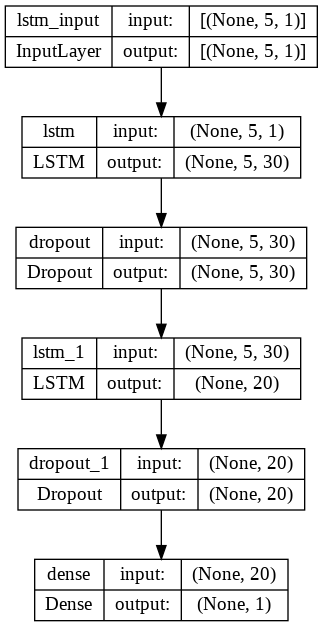 lstm_input input: [(None, 5, 1)]
InputLayer output: [(None, 5, 1)]
lstm input: (None, 5, 1)
LSTM output: (None, 5, 30)
dropout input: (None, 5, 30)
Dropout output: (None, 5, 30)
lstm_1 input: (None, 5, 30)
LSTM output: (None, 20)
dropout_1 input: (None, 20)
Dropout output: (None, 20)
dense input: (None, 20)
Dense output: (None, 1)